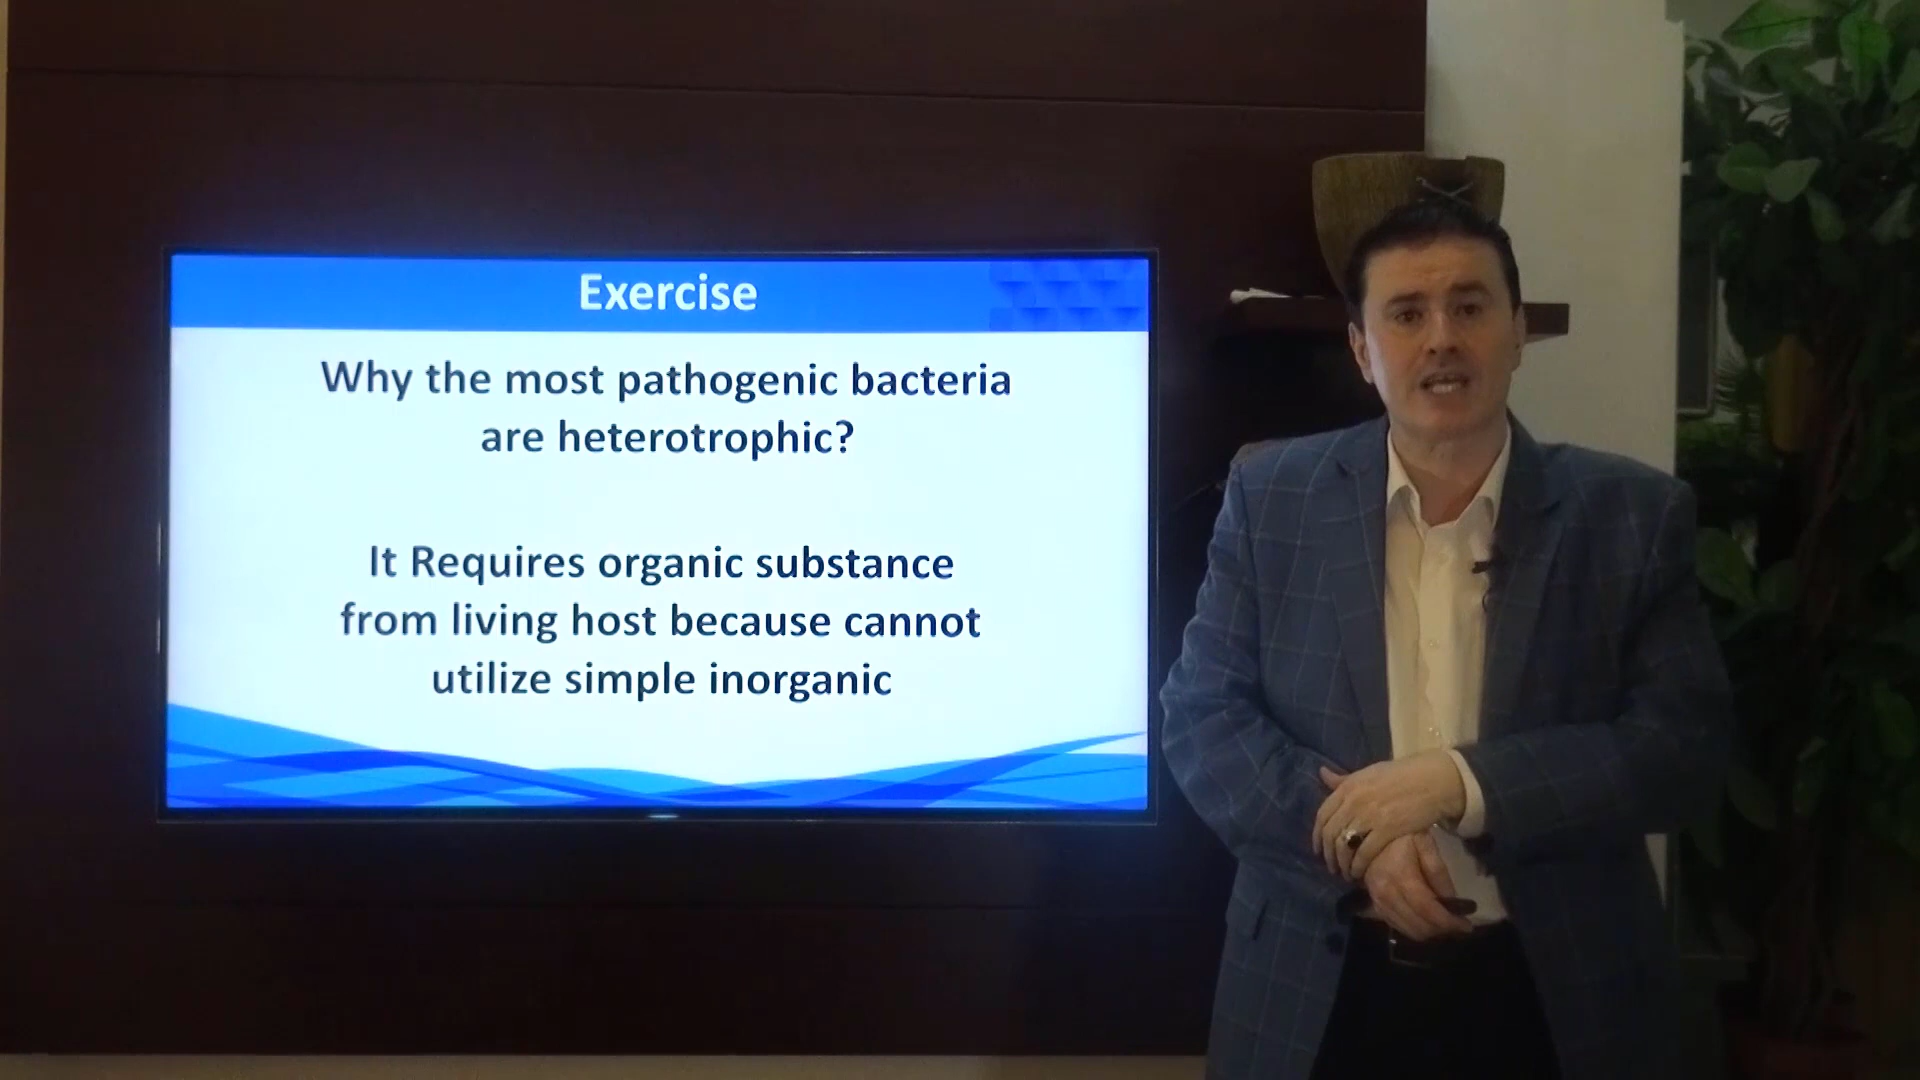 Exercise
Why the most pathogenic bacteria
are heterotrophic?
It Requires organic substance
from living host because cannot
utilize simple inorganic